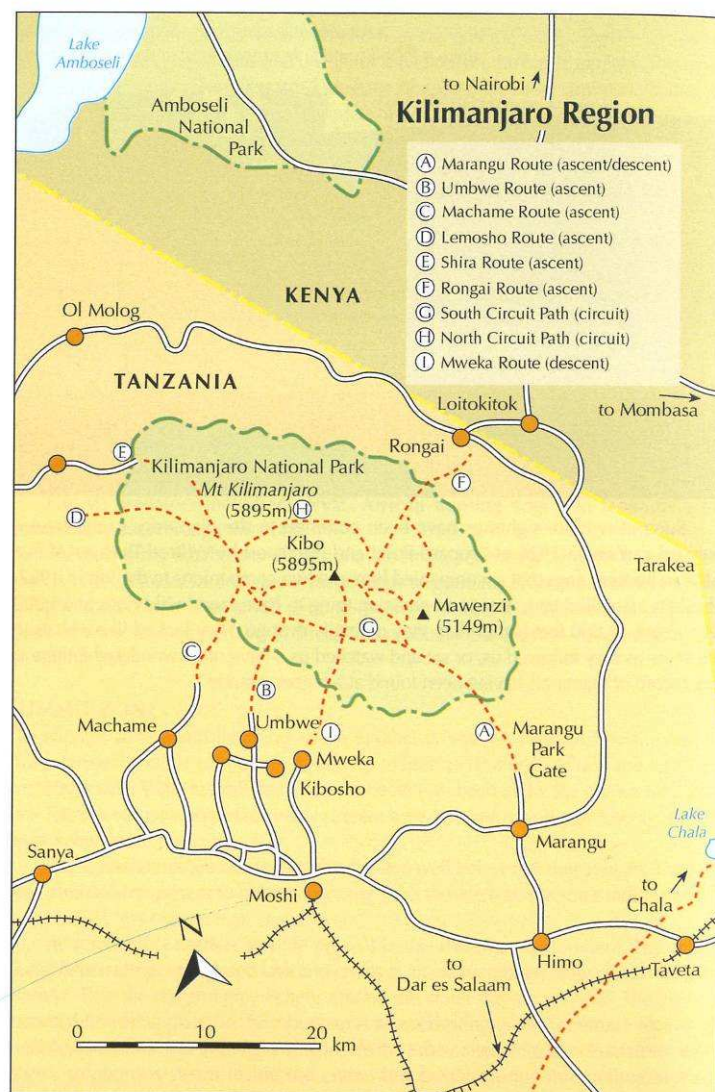 Lake
Amboseli
to Nairobi
Amboseli
National
Park
Kilimanjaro Region
A Marangu Route (ascent/descent)
B Umbwe Route (ascent)
C Machame Route (ascent)
D Lemosho Route (ascent)
E Shira Route (ascent)
F Rongai Route (ascent)
G South Circuit Path (circuit)
H North Circuit Path (circuit)
I Mweka Route (descent)
KENYA
Ol Molog
TANZANIA
Loitokitok
to Mombasa
Rongai
E
Kilimanjaro National Park
F
Mt Kilimanjaro
(5895m)
H
D
Kibo
(5895m)
Tarakea
Mawenzi
(5149m)
G
C
B
Machame
Umbwe
I
A
Mweka
Kibosho
Marangu
Park
Gate
Lake
Chala
Marangu
Sanya
Moshi
to
Chala
N
to
Dar es Salaam
Himo
Taveta
0 10 20
km